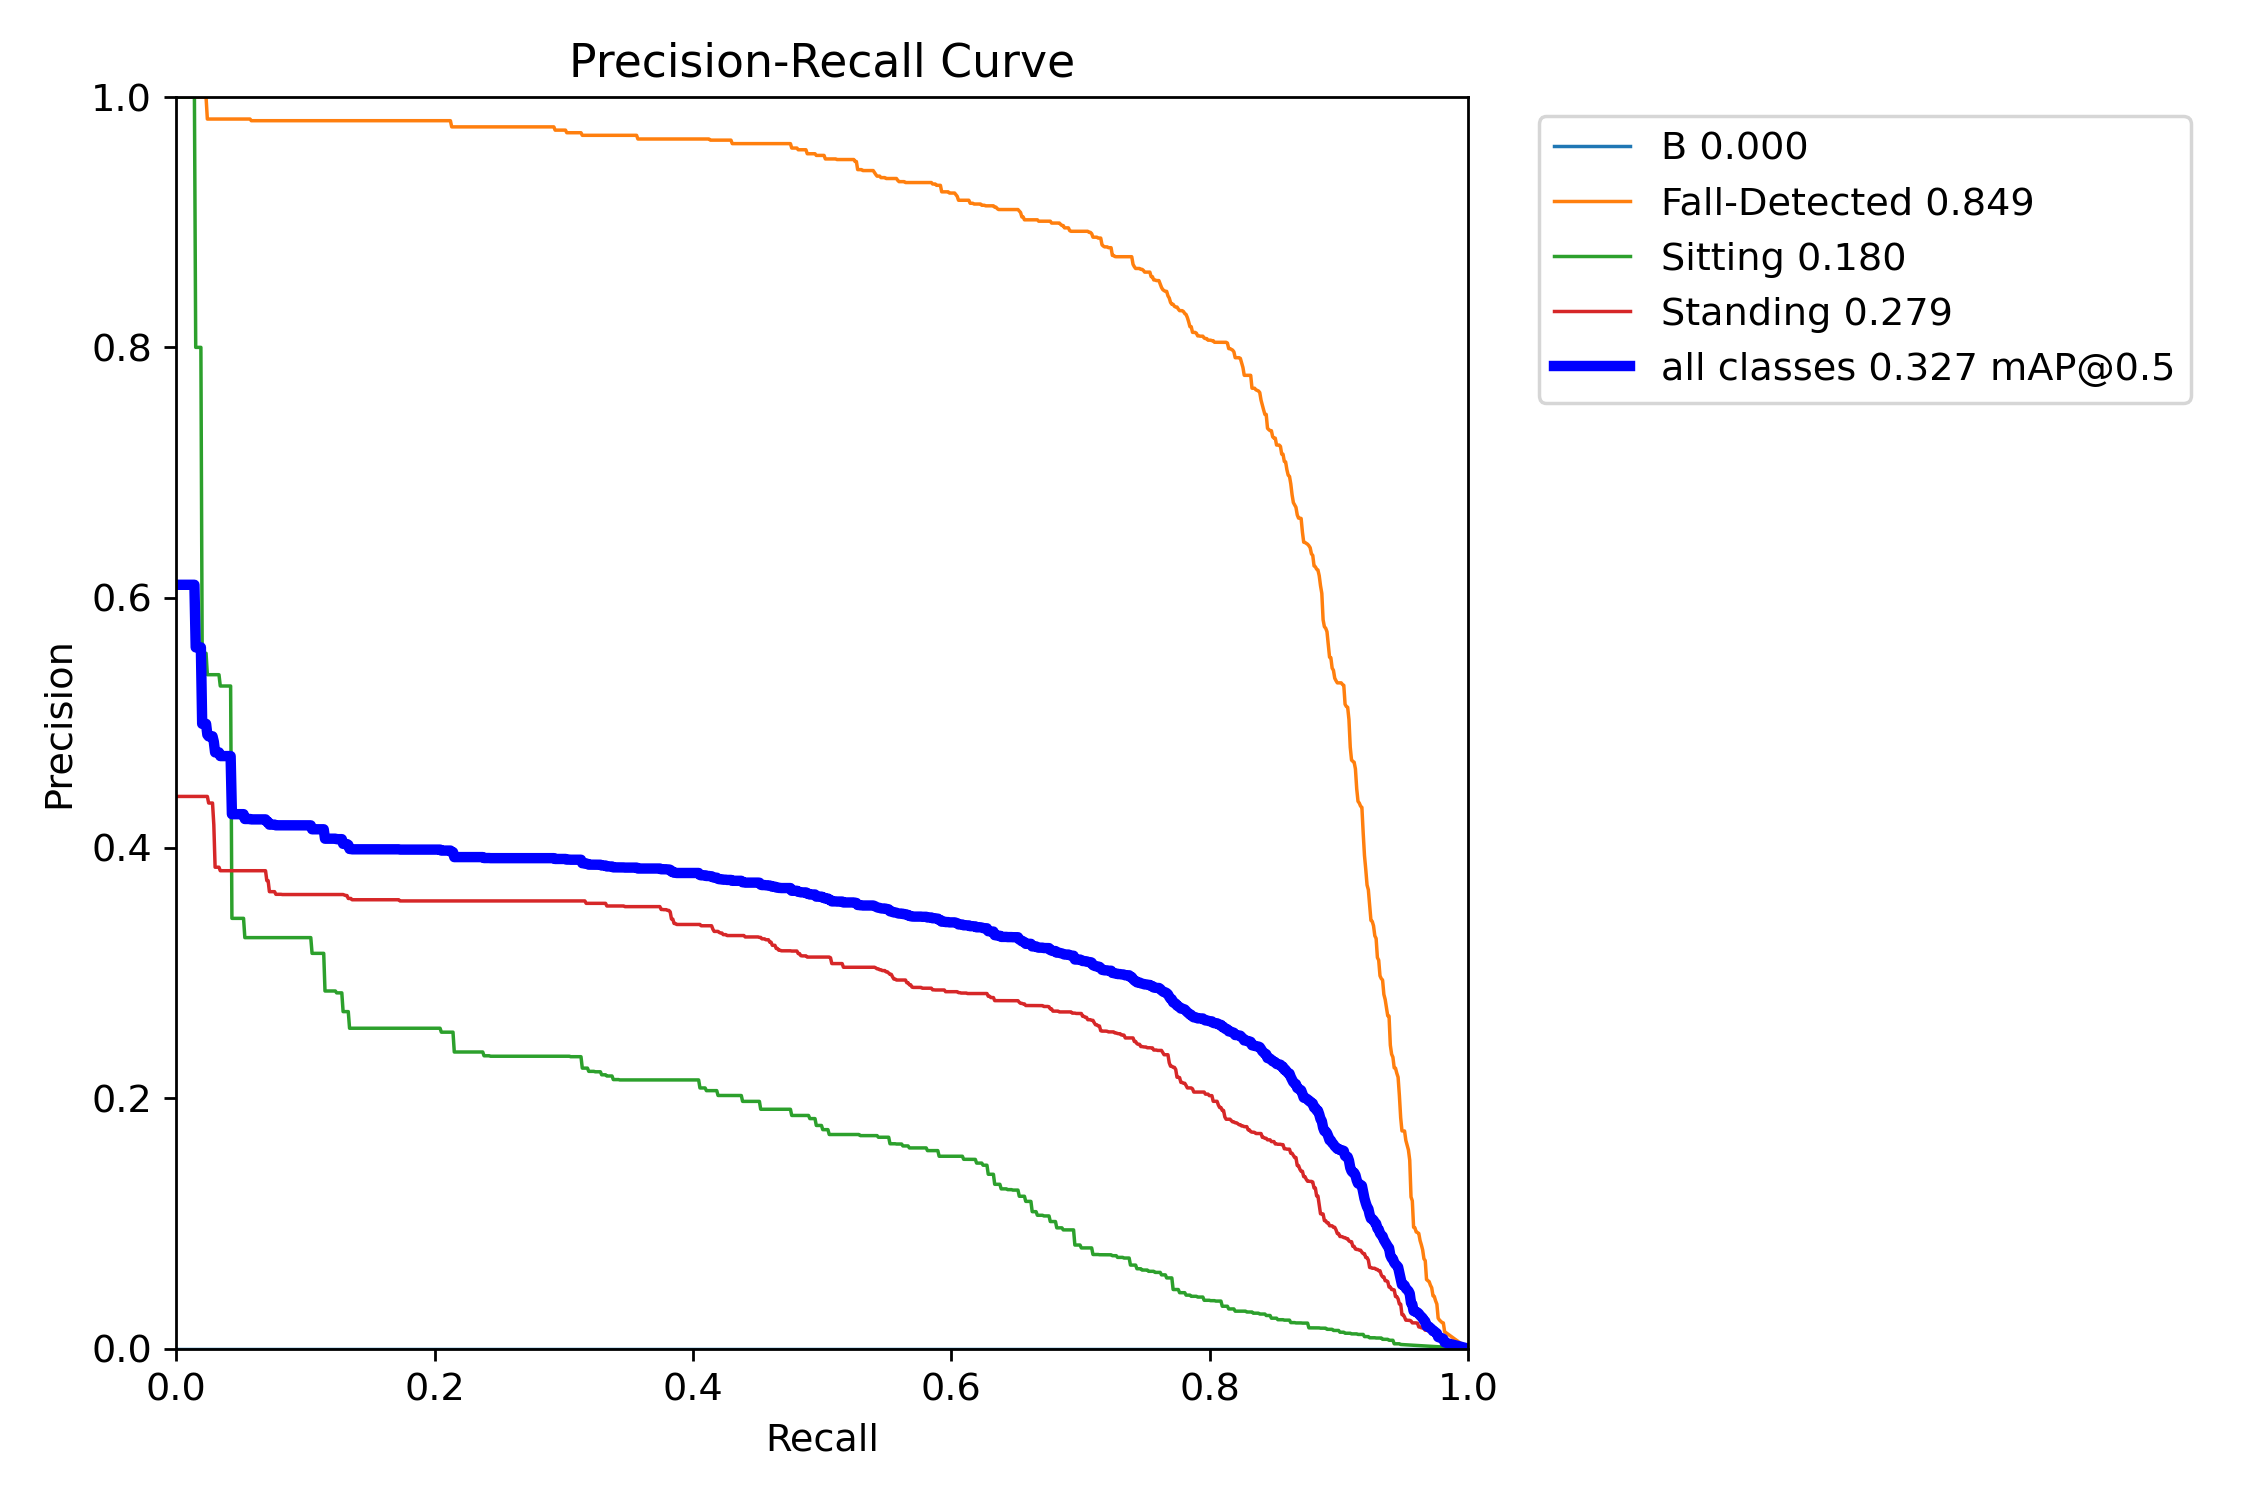 Precision-Recall Curve
1.0
0.8
0.6
0.4
0.2
0.0
Precision
0.0 0.2 0.4 0.6 0.8 1.0
Recall
B 0.000
Fall-Detected 0.849
Sitting 0.180
Standing 0.279
all classes 0.327 mAP@0.5